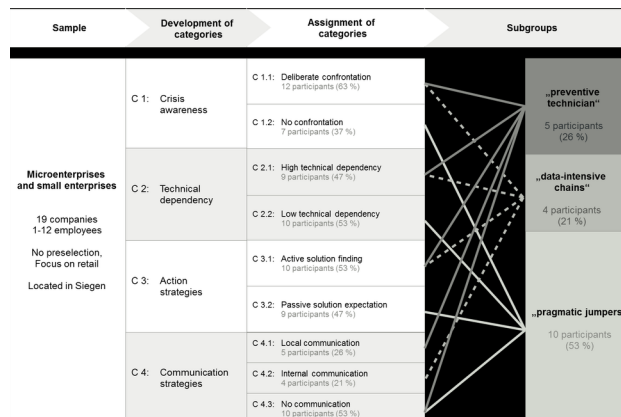 Sample
Development of
categories
Assignment of
categories
Subgroups
Microenterprises
and small enterprises
19 companies
1-12 employees
No preselection,
Focus on retail
Located in Siegen
C 1: Crisis
awareness
C 1.1: Deliberate confrontation
12 participants (63 %)
C 1.2: No confrontation
7 participants (37 %)
C 2: Technical
dependency
C 2.1: High technical dependency
9 participants (47 %)
C 2.2: Low technical dependency
10 participants (53 %)
C 3: Action
strategies
C 3.1: Active solution finding
10 participants (53 %)
C 3.2: Passive solution expectation
9 participants (47 %)
C 4: Communication
strategies
C 4.1: Local communication
5 participants (26 %)
C 4.2: Internal communication
4 participants (21 %)
C 4.3: No communication
10 participants (53 %)
„preventive
technician“
5 participants
(26 %)
„data-intensive
chains“
4 participants
(21 %)
„pragmatic jumpers
10 participants
(53 %)